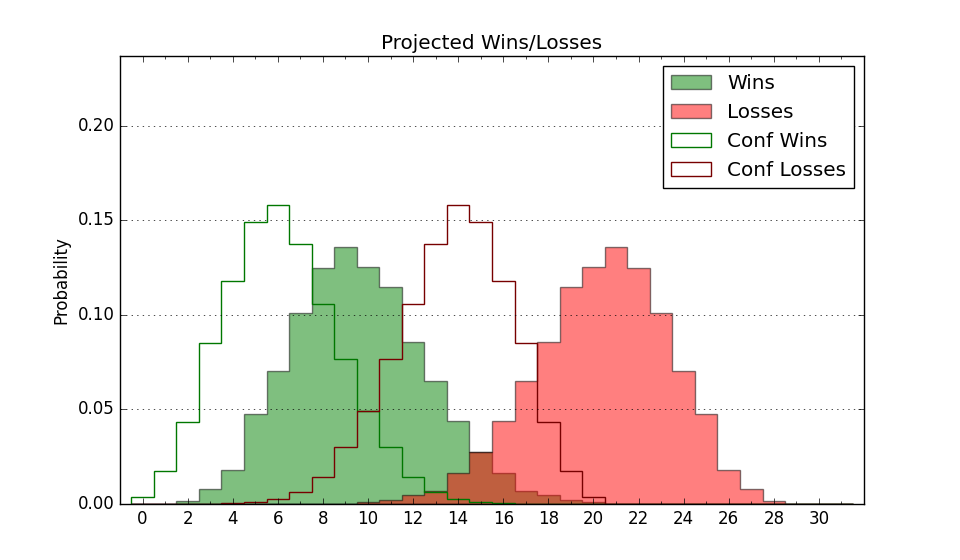 Projected Wins/Losses
Wins
Losses
Conf Wins
Conf Losses
Probability
0.20
0.15
0.10
0.05
0.00
0 2 4 6 8 10 12 14 16 18 20 22 24 26 28 30